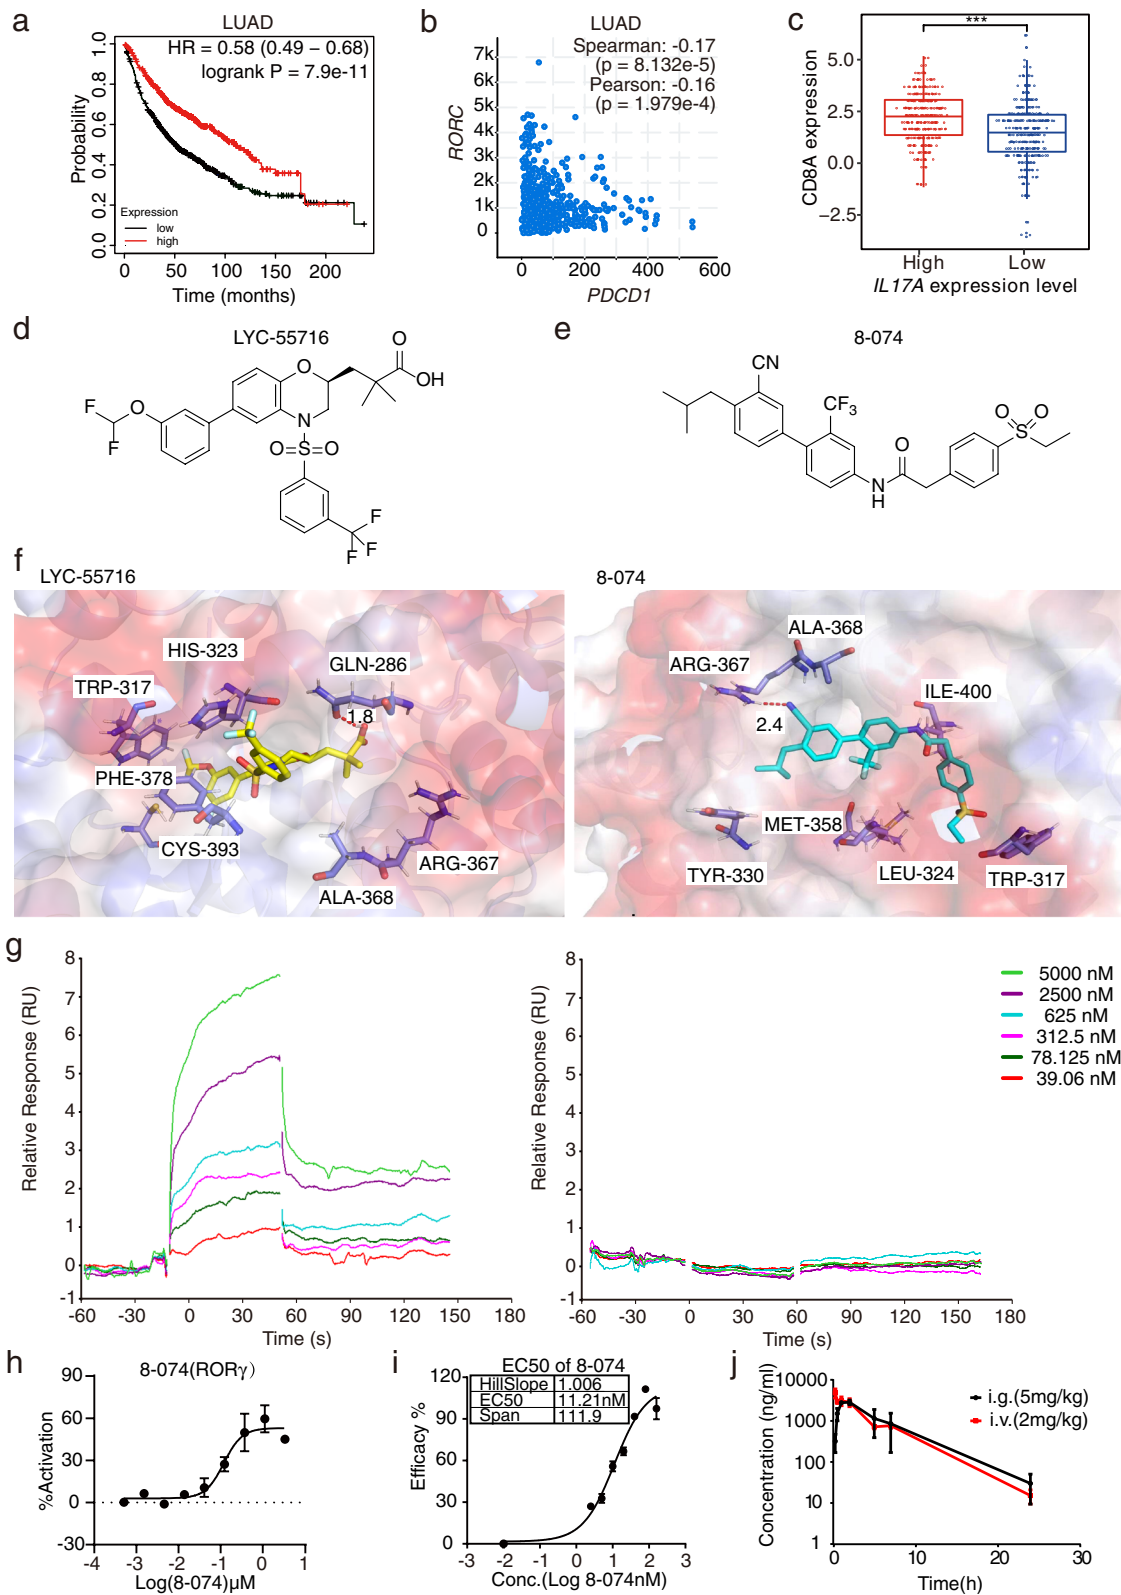 a
LUAD
HR = 0.58 (0.49 – 0.68)
logrank P = 7.9e-11
Probability
1.0
0.8
0.6
0.4
0.2
0.0
Expression
low
high
0 50 100 150 200
Time (months)
b
LUAD
Spearman: -0.17
(p = 8.132e-5)
Pearson: -0.16
(p = 1.979e-4)
RORC
7k
6k
5k
4k
3k
2k
1k
0
0 200 400 600
PDCD1
c
***
CD8A expression
5.0
2.5
0.0
−2.5
High Low
IL17A expression level
d
LYC-55716
O
O
OH
F
O
F
N
O=S=O
F
F
F
e
8-074
CN
CF3
O
O
O
S
N
H
f
LYC-55716
HIS-323
GLN-286
TRP-317
1.8
PHE-378
CYS-393
ARG-367
ALA-368
8-074
ALA-368
ARG-367
ILE-400
2.4
MET-358
TYR-330
LEU-324
TRP-317
g
Relative Response (RU)
8
7
6
5
4
3
2
1
0
-1
-60 -30 0 30 60 90 120 150 180
Time (s)
Relative Response (RU)
8
7
6
5
4
3
2
1
0
-1
-60 -30 0 30 60 90 120 150 180
Time (s)
5000 nM
2500 nM
625 nM
312.5 nM
78.125 nM
39.06 nM
h
8-074(RORγ)
%Activation
90
60
30
0
-30
-4 -3 -2 -1 0 1
Log(8-074)μM
i
EC50 of 8-074
HillSlope 1.006
EC50 11.21nM
Span 111.9
Efficacy %
120
90
60
30
0
-3 -2 -1 0 1 2 3
Conc.(Log 8-074nM)
j
Concentration (ng/ml)
10000
1000
100
10
1
i.g.(5mg/kg)
i.v.(2mg/kg)
0 10 20 30
Time(h)